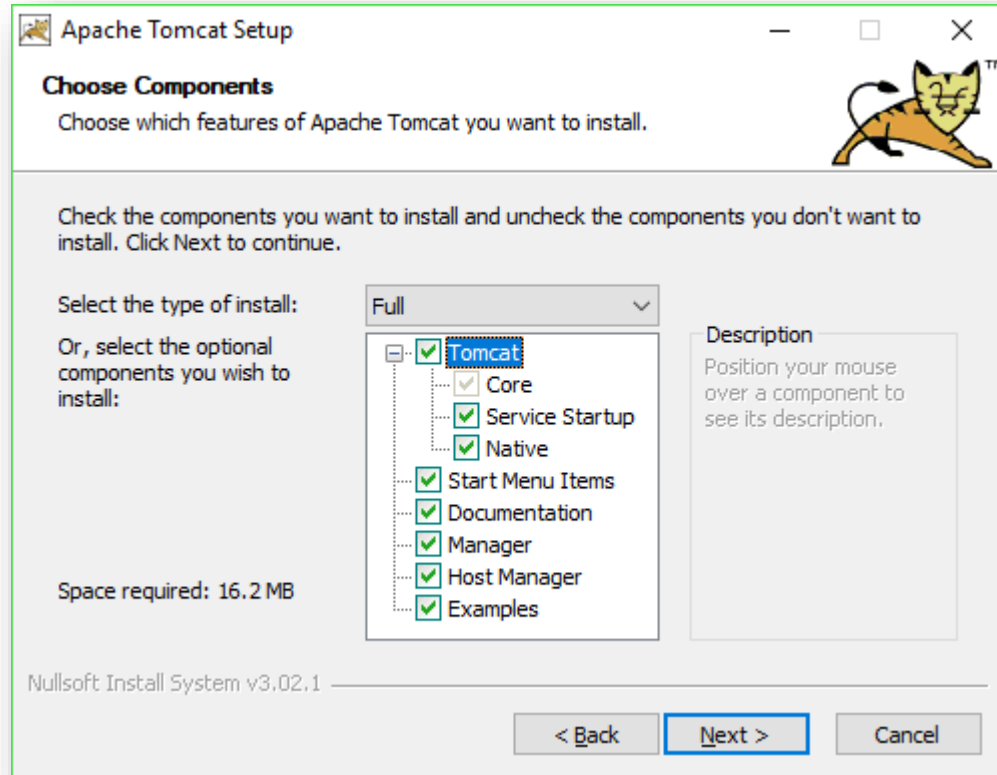 Apache Tomcat Setup
Choose Components
Choose which features of Apache Tomcat you want to install.
TM
Check the components you want to install and uncheck the components you don't want to
install. Click Next to continue.
Select the type of install:
Full
Or, select the optional
components you wish to
install:
Tomcat
Core
Service Startup
Native
Start Menu Items
Documentation
Manager
Host Manager
Examples
Description
Position your mouse
over a component to
see its description.
Space required: 16.2 MB
Nullsoft Install System v3.02.1
< Back
Next >
Cancel